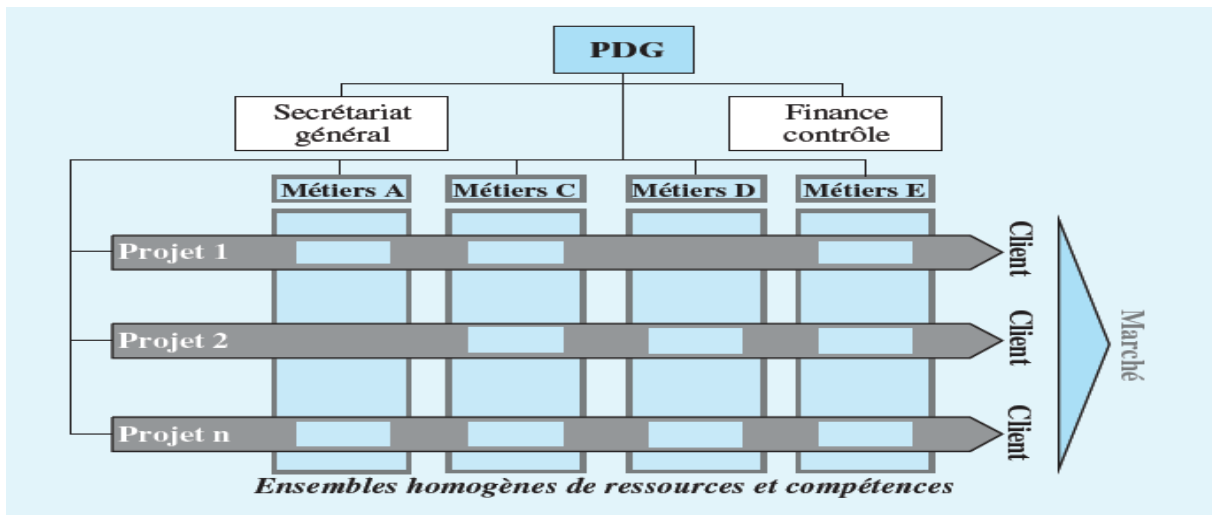 PDG
Secrétariat
général
Finance
contrôle
Métiers A
Métiers C
Métiers D
Métiers E
Projet 1
Client
Projet 2
Client
Projet n
Client
Marché
Ensembles homogènes de ressources et compétences